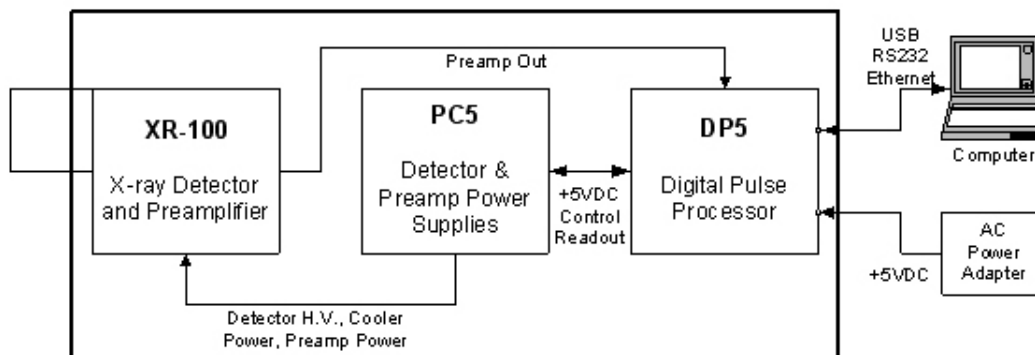 USB
RS232
Ethernet
Preamp Out
XR-100
X-ray Detector
and Preamplifier
PC5
Detector &
Preamp Power
Supplies
+5VDC
Control
Readout
DP5
Digital Pulse
Processor
Computer
AC
Power
Adapter
+5VDC
Detector H.V., Cooler
Power, Preamp Power